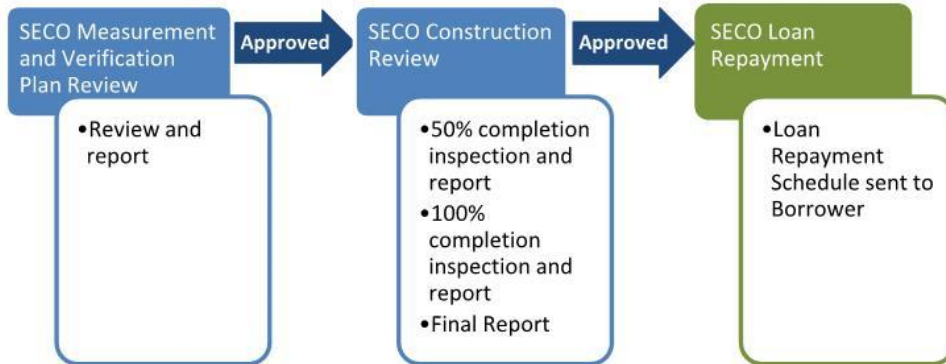 SECO Measurement
and Verification
Plan Review
Approved
SECO Construction
Review
Approved
SECO Loan
Repayment
•Review and
report
•50% completion
inspection and
report
•100%
completion
inspection and
report
•Final Report
•Loan
Repayment
Schedule sent to
Borrower